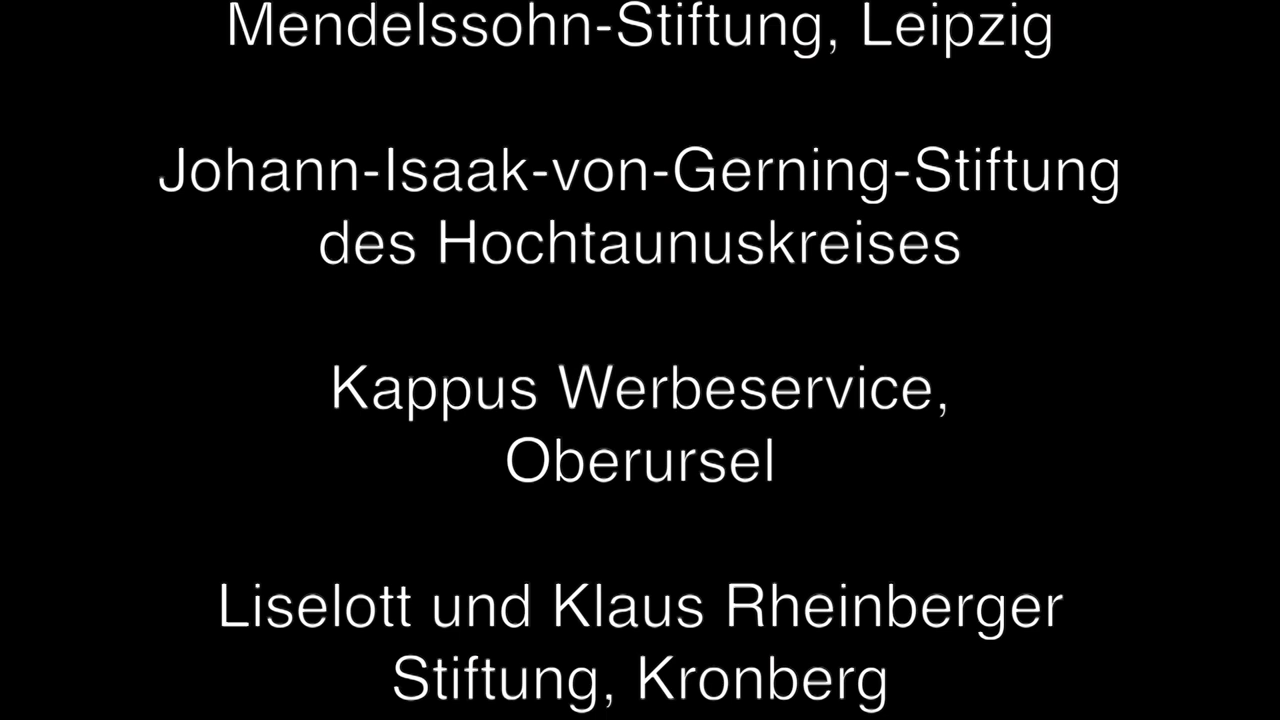 Mendelssohn-Stiftung, Leipzig
Johann-Isaak-von-Gerning-Stiftung
des Hochtaunuskreises
Kappus Werbeservice,
Oberursel
Liselott und Klaus Rheinberger
Stiftung, Kronberg